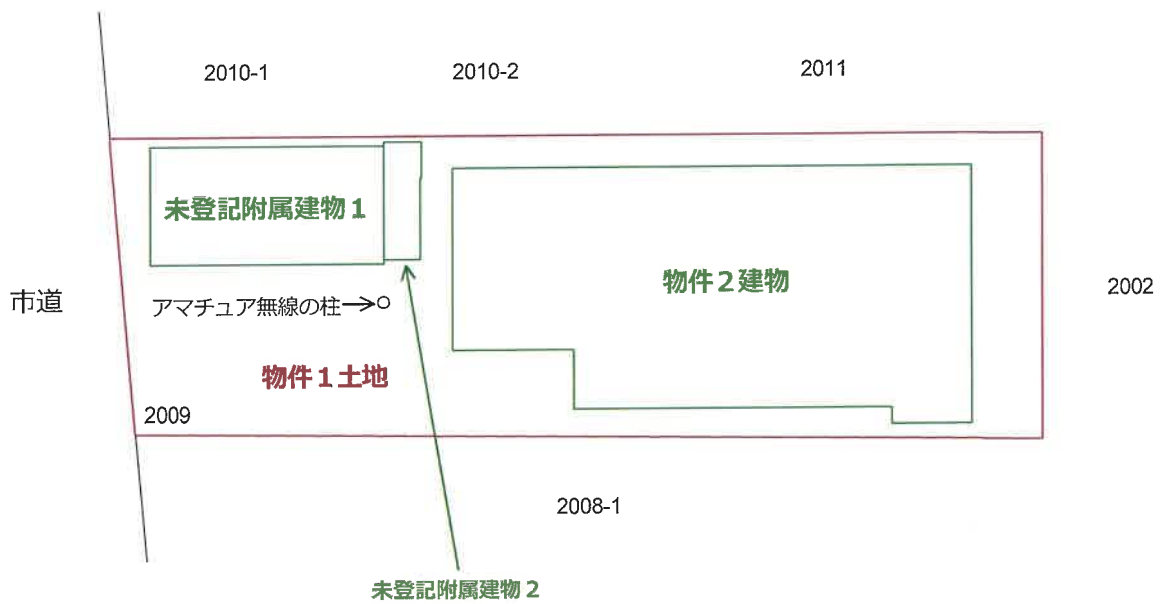 2010-1
2010-2
2011
未登記附属建物1
物件2建物
2002
市道
アマチュア無線の柱→○
物件1土地
2009
2008-1
未登記附属建物2